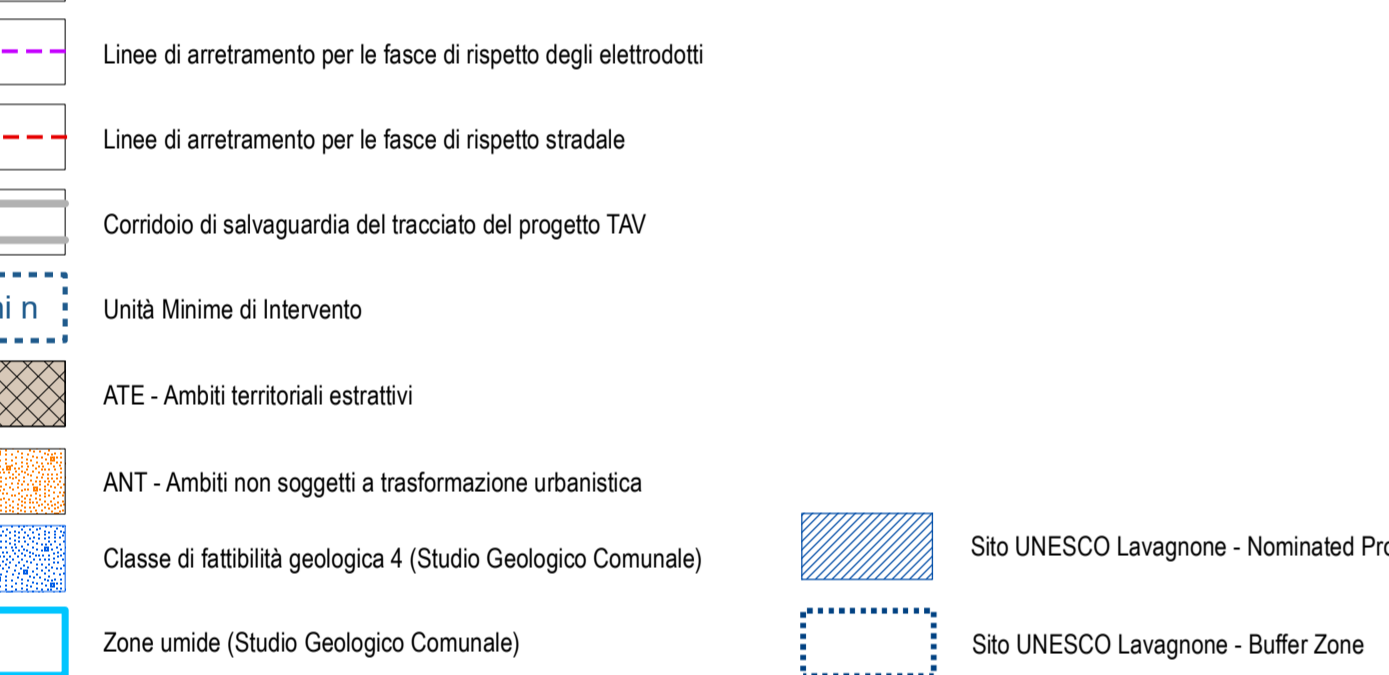 Linee di arretramento per le fasce di rispetto degli elettrodotti
Linee di arretramento per le fasce di rispetto stradale
Corridoio di salvaguardia del tracciato del progetto TAV
i n
Unità Minime di Intervento
ATE - Ambiti territoriali estrattivi
ANT - Ambiti non soggetti a trasformazione urbanistica
Classe di fattibilità geologica 4 (Studio Geologico Comunale)
Zone umide (Studio Geologico Comunale)
Sito UNESCO Lavagnone - Nominated
Sito UNESCO Lavagnone - Buffer Zone